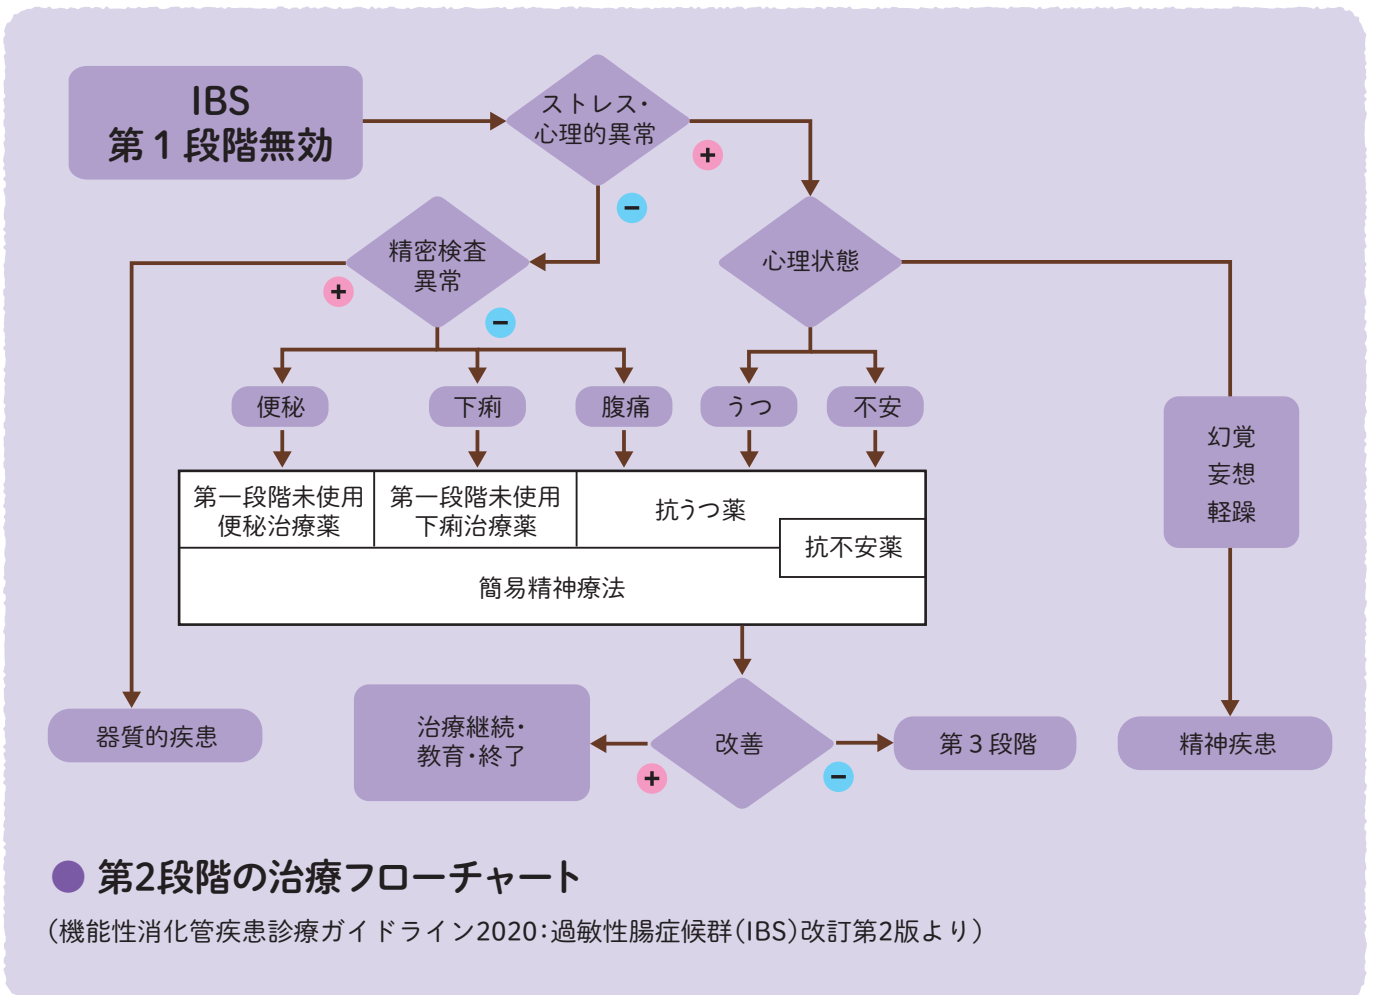 IBS
第1段階無効
ストレス・
心理的異常
+
−
精密検査
異常
+
−
心理状態
便秘
下痢
腹痛
うつ
不安
幻覚
妄想
軽躁
第一段階未使用
便秘治療薬
第一段階未使用
下痢治療薬
抗うつ薬
抗不安薬
簡易精神療法
器質的疾患
治療継続・
教育・終了
+
改善
−
第3段階
精神疾患
●第2段階の治療フローチャート
(機能性消化管疾患診療ガイドライン2020:過敏性腸症候群(IBS)改訂第2版より)